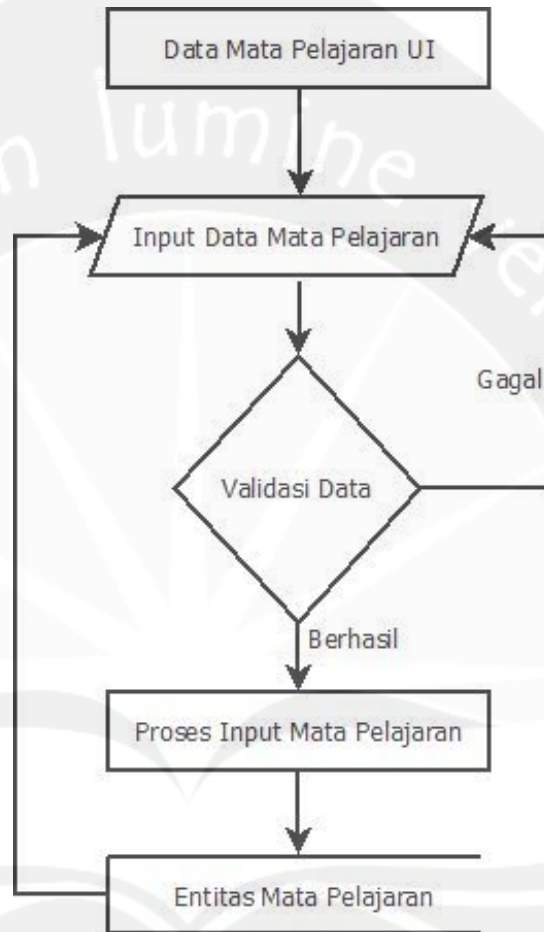 Data Mata Pelajaran UI
Input Data Mata Pelajaran
Gagal
Validasi Data
Berhasil
Proses Input Mata Pelajaran
Entitas Mata Pelajaran
lumine